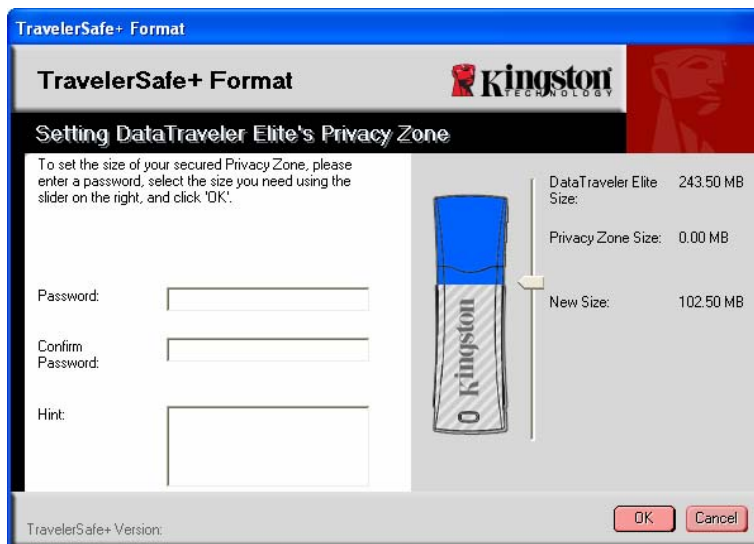 TravelerSafe+ Format
TravelerSafe+ Format
Kingston
TECHNOLOGY
Setting DataTraveler Elite's Privacy Zone
To set the size of your secured Privacy Zone, please
enter a password, select the size you need using the
slider on the right, and click 'OK'.
DataTraveler Elite
Size:
243.50 MB
Privacy Zone Size:
0.00 MB
New Size:
102.50 MB
Kingston
Password:
Confirm
Password:
Hint:
TravelerSafe+ Version:
OK
Cancel